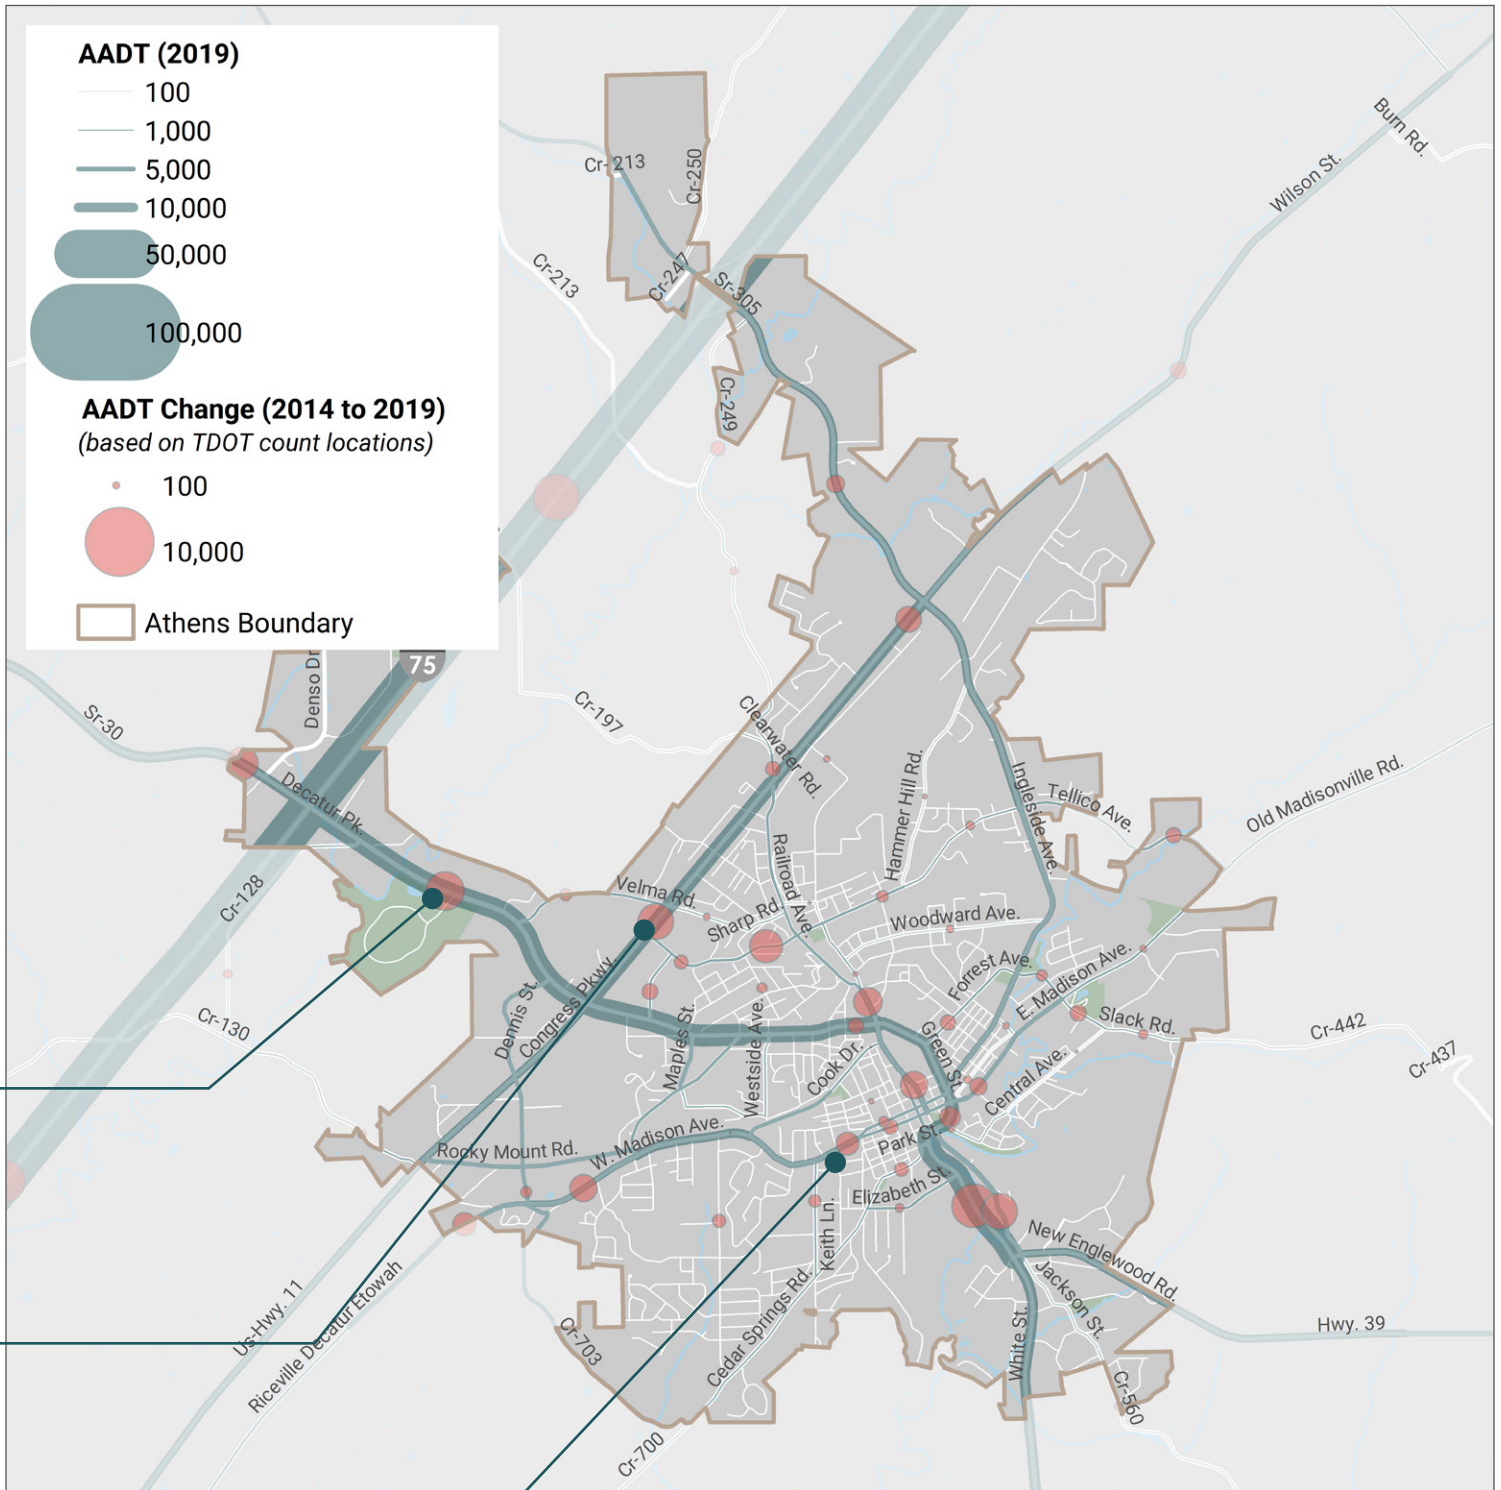 AADT (2019)
100
1,000
5,000
10,000
50,000
100,000
AADT Change (2014 to 2019)
(based on TDOT count locations)
100
10,000
Athens Boundary
75
Cr-213
Cr-250
Cr-247
Sr-305
Cr-213
Cr-249
Burn Rd.
Wilson St.
Sr-30
Denso Dr.
Cr-197
Decatur Pk.
Clearwater Rd.
Hammer Hill Rd.
Ingleside Ave.
Tellico Ave.
Old Madisonville Rd.
Cr-128
Velma Rd.
Railroad Ave.
Sharp Rd.
Woodward Ave.
Forrest Ave.
E. Madison Ave.
Slack Rd.
Cr-442
Cr-437
Cr-130
Dennis St.
Congress Pkwy.
Maples St.
Westside Ave.
Cook Dr.
Green St.
Central Ave.
Rocky Mount Rd.
W. Madison Ave.
Park St.
Elizabeth St.
Keith Ln.
New Englewood Rd.
Jackson St.
Us-Hwy. 11
Riceville Decatur Etowah
Cr-703
Cedar Springs Rd.
White St.
Hwy. 39
Cr-560
Cr-700